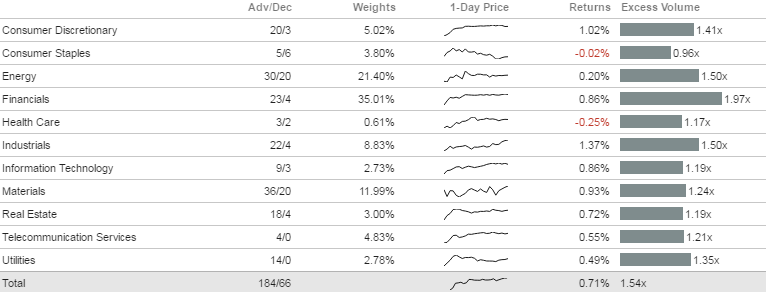 Adv/Dec Weights 1-Day Price Returns Excess Volume
Consumer Discretionary 20/3 5.02% 1.02% 1.41x
Consumer Staples 5/6 3.80% -0.02% 0.96x
Energy 30/20 21.40% 0.20% 1.50x
Financials 23/4 35.01% 0.86% 1.97x
Health Care 3/2 0.61% -0.25% 1.17x
Industrials 22/4 8.83% 1.37% 1.50x
Information Technology 9/3 2.73% 0.86% 1.19x
Materials 36/20 11.99% 0.93% 1.24x
Real Estate 18/4 3.00% 0.72% 1.19x
Telecommunication Services 4/0 4.83% 0.55% 1.21x
Utilities 14/0 2.78% 0.49% 1.35x
Total 184/66 0.71% 1.54x